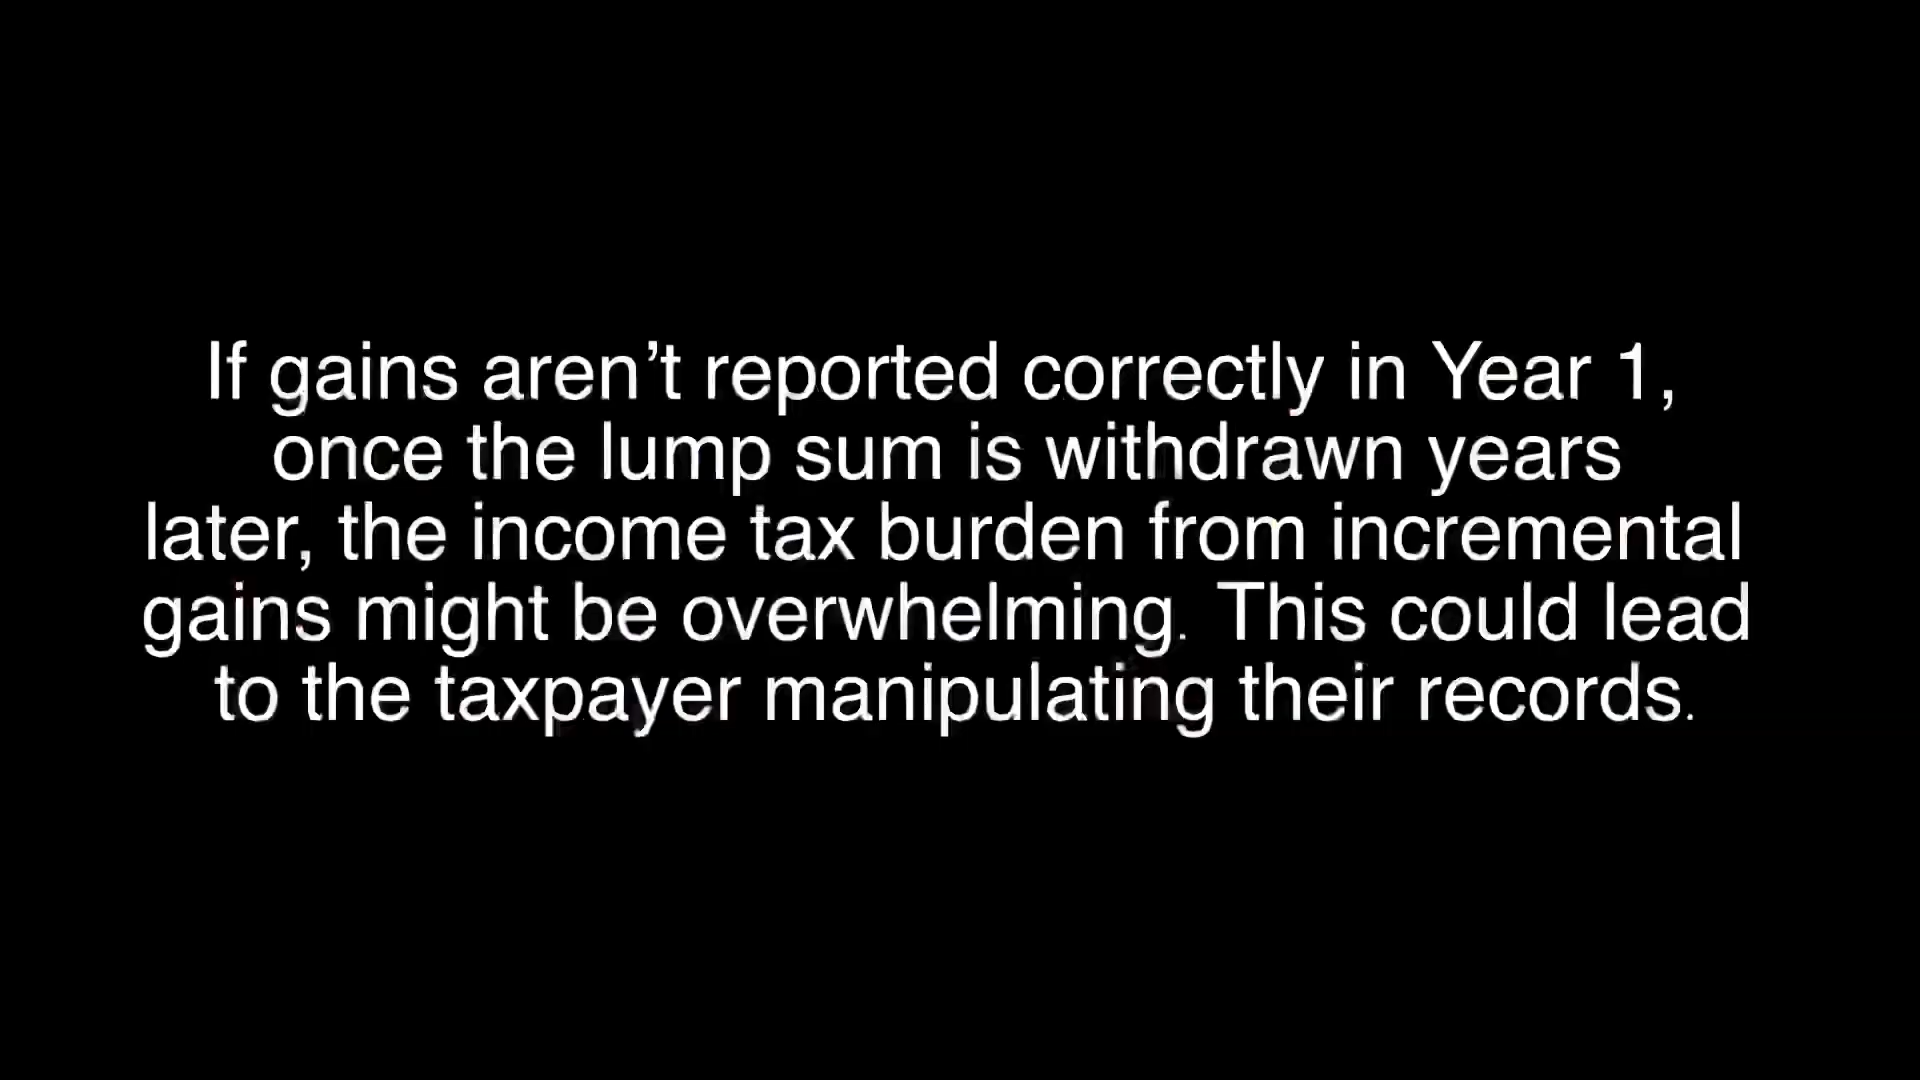 If gains aren’t reported correctly in Year 1,
once the lump sum is withdrawn years
later, the income tax burden from incremental
gains might be overwhelming. This could lead
to the taxpayer manipulating their records.